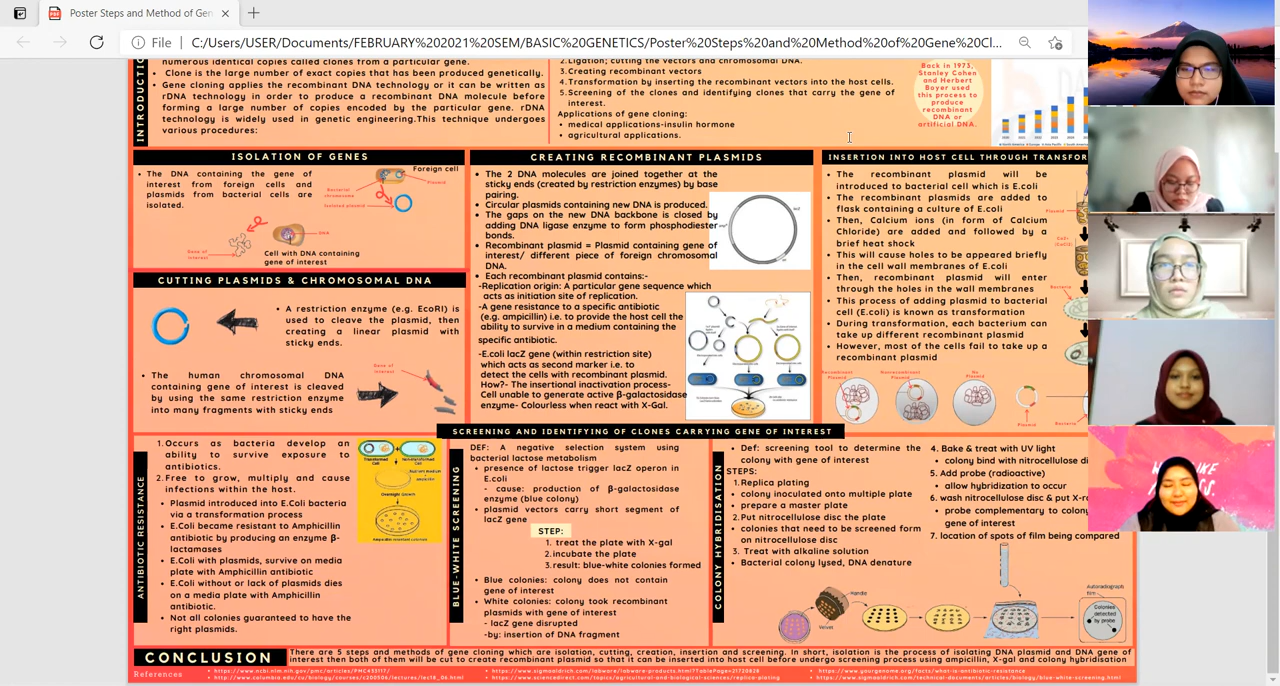 Poster Steps and Method of Gen
File
C:/Users/USER/Documents/FEBRUARY%202021%20SEM/BASIC%20GENETICS/Poster%20Steps%20and%20Method%20of%20Gene%20Cl...
INTRODUCTI
numerous identical copies called clones from a particular gene.
• Clone is the large number of exact copies that has been produced genetically.
• Gene cloning applies the recombinant DNA technology or it can be written as
rDNA technology in order to produce a recombinant DNA molecule before
forming a large number of copies encoded by the particular gene. rDNA
technology is widely used in genetic engineering.This technique undergoes
various procedures:
2.Ligation; cutting the vectors and chromosomal DNA.
3.Creating recombinant vectors
4.Transformation by inserting the recombinant vectors into the host cells.
5.Screening of the clones and identifying clones that carry the gene of
interest.
Applications of gene cloning:
• medical applications-insulin hormone
• agricultural applications.
Back in 1973,
Stanley Cohen
and Herbert
Boyer used
this process to
produce
recombinant
DNA or
artificial DNA.
ISOLATION OF GENES
• The DNA containing the gene of
interest from foreign cells and
plasmids from bacterial cells are
isolated.
Foreign cell
Bacterial
chromosome
Plasmid
Isolated plasmid
DNA
Gene of
interest
Cell with DNA containing
gene of interest
CUTTING PLASMIDS & CHROMOSOMAL DNA
• A restriction enzyme (e.g. EcoRI) is
used to cleave the plasmid, then
creating a linear plasmid with
sticky ends.
• The human chromosomal DNA
containing gene of interest is cleaved
by using the same restriction enzyme
into many fragments with sticky ends
Gene of
interest
CREATING RECOMBINANT PLASMIDS
• The 2 DNA molecules are joined together at the
sticky ends (created by restriction enzymes) by base
pairing.
• Circular plasmids containing new DNA is produced.
• The gaps on the new DNA backbone is closed by
adding DNA ligase enzyme to form phosphodiester
bonds.
• Recombinant plasmid = Plasmid containing gene of
interest/ different piece of foreign chromosomal
DNA.
• Each recombinant plasmid contains:-
-Replication origin: A particular gene sequence which
acts as initiation site of replication.
-A gene resistance to a specific antibiotic
(e.g. ampicillin) i.e. to provide the host cell the
ability to survive in a medium containing the
specific antibiotic.
-E.coli lacZ gene (within restriction site)
which acts as second marker i.e. to
detect the cells with recombinant plasmid.
How?- The insertional inactivation process-
Cell unable to generate active β-galactosidase
enzyme- Colourless when react with X-Gal.
INSERTION INTO HOST CELL THROUGH TRANSFOR
• The recombinant plasmid will be
introduced to bacterial cell which is E.coli
• The recombinant plasmids are added to
flask containing a culture of E.coli
• Then, Calcium ions (in form of Calcium
Chloride) are added and followed by a
brief heat shock
• This will cause holes to be appeared briefly
in the cell wall membranes of E.coli
• Then, recombinant plasmid will enter
through the holes in the wall membranes
• This process of adding plasmid to bacterial
cell (E.coli) is known as transformation
• During transformation, each bacterium can
take up different recombinant plasmid
• However, most of the cells fail to take up a
recombinant plasmid
Recombinant
Plasmid
Nonrecombinant
Plasmid
No
Plasmid
Plasmid
SCREENING AND IDENTIFYING OF CLONES CARRYING GENE OF INTEREST
ANTIBIOTIC RESISTANCE
1.Occurs as bacteria develop an
ability to survive exposure to
antibiotics.
2.Free to grow, multiply and cause
infections within the host.
• Plasmid introduced into E.Coli bacteria
via a transformation process
• E.Coli became resistant to Amphicillin
antibiotic by producing an enzyme β-
lactamases
• E.Coli with plasmids, survive on media
plate with Amphicillin antibiotic
• E.Coli without or lack of plasmids dies
on a media plate with Amphicillin
antibiotic.
• Not all colonies guaranteed to have the
right plasmids.
Overnight Growth
BLUE-WHITE SCREENING
DEF: A negative selection system using
bacterial lactose metabolism
• presence of lactose trigger lacZ operon in
E.coli
- cause: production of β-galactosidase
enzyme (blue colony)
• plasmid vectors carry short segment of
lacZ gene
STEP:
1. treat the plate with X-gal
2.incubate the plate
3.result: blue-white colonies formed
• Blue colonies: colony does not contain
gene of interest
• White colonies: colony took recombinant
plasmids with gene of interest
- lacZ gene disrupted
-by: insertion of DNA fragment
COLONY HYBRIDISATION
• Def: screening tool to determine the
colony with gene of interest
STEPS:
1.Replica plating
• colony inoculated onto multiple plate
• prepare a master plate
2.Put nitrocellulose disc the plate
• colonies that need to be screened form
on nitrocellulose disc
3. Treat with alkaline solution
• Bacterial colony lysed, DNA denature
4. Bake & treat with UV light
• colony bind with nitrocellulose di
5. Add probe (radioactive)
• allow hybridization to occur
6. wash nitrocellulose disc & put X-r
• probe complementary to colony
gene of interest
7. location of spots of film being compared
Handle
Velvet
Autoradiograph
film
Colonies
detected
by probe
CONCLUSION
There are 5 steps and methods of gene cloning which are isolation, cutting, creation, insertion and screening. In short, isolation is the process of isolating DNA plasmid and DNA gene of
interest then both of them will be cut to create recombinant plasmid so that it can be inserted into host cell before undergo screening process using ampicillin, X-gal and colony hybridisation
References